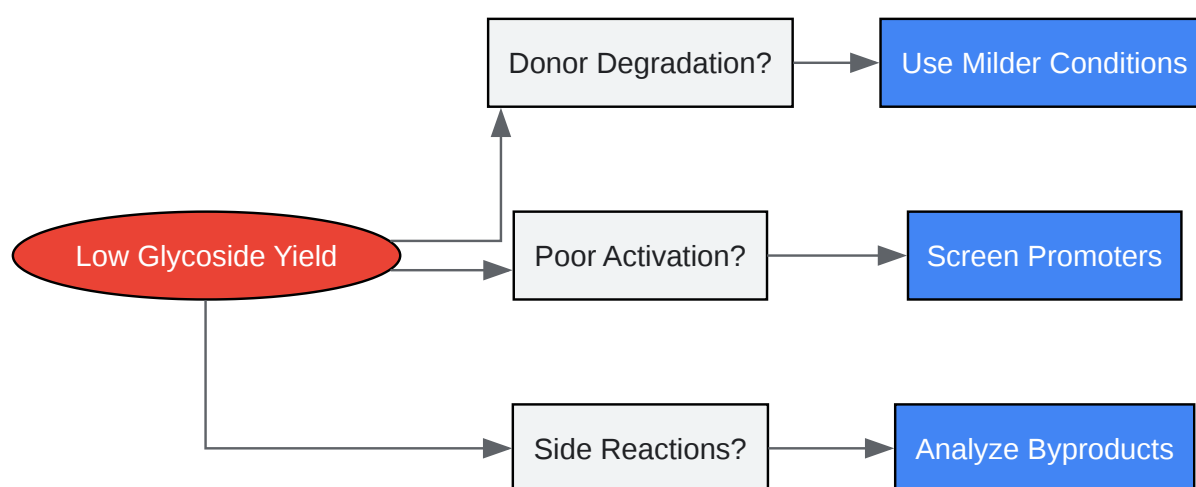 Donor Degradation?
Use Milder Conditions
Low Glycoside Yield
Poor Activation?
Screen Promoters
Side Reactions?
Analyze Byproducts